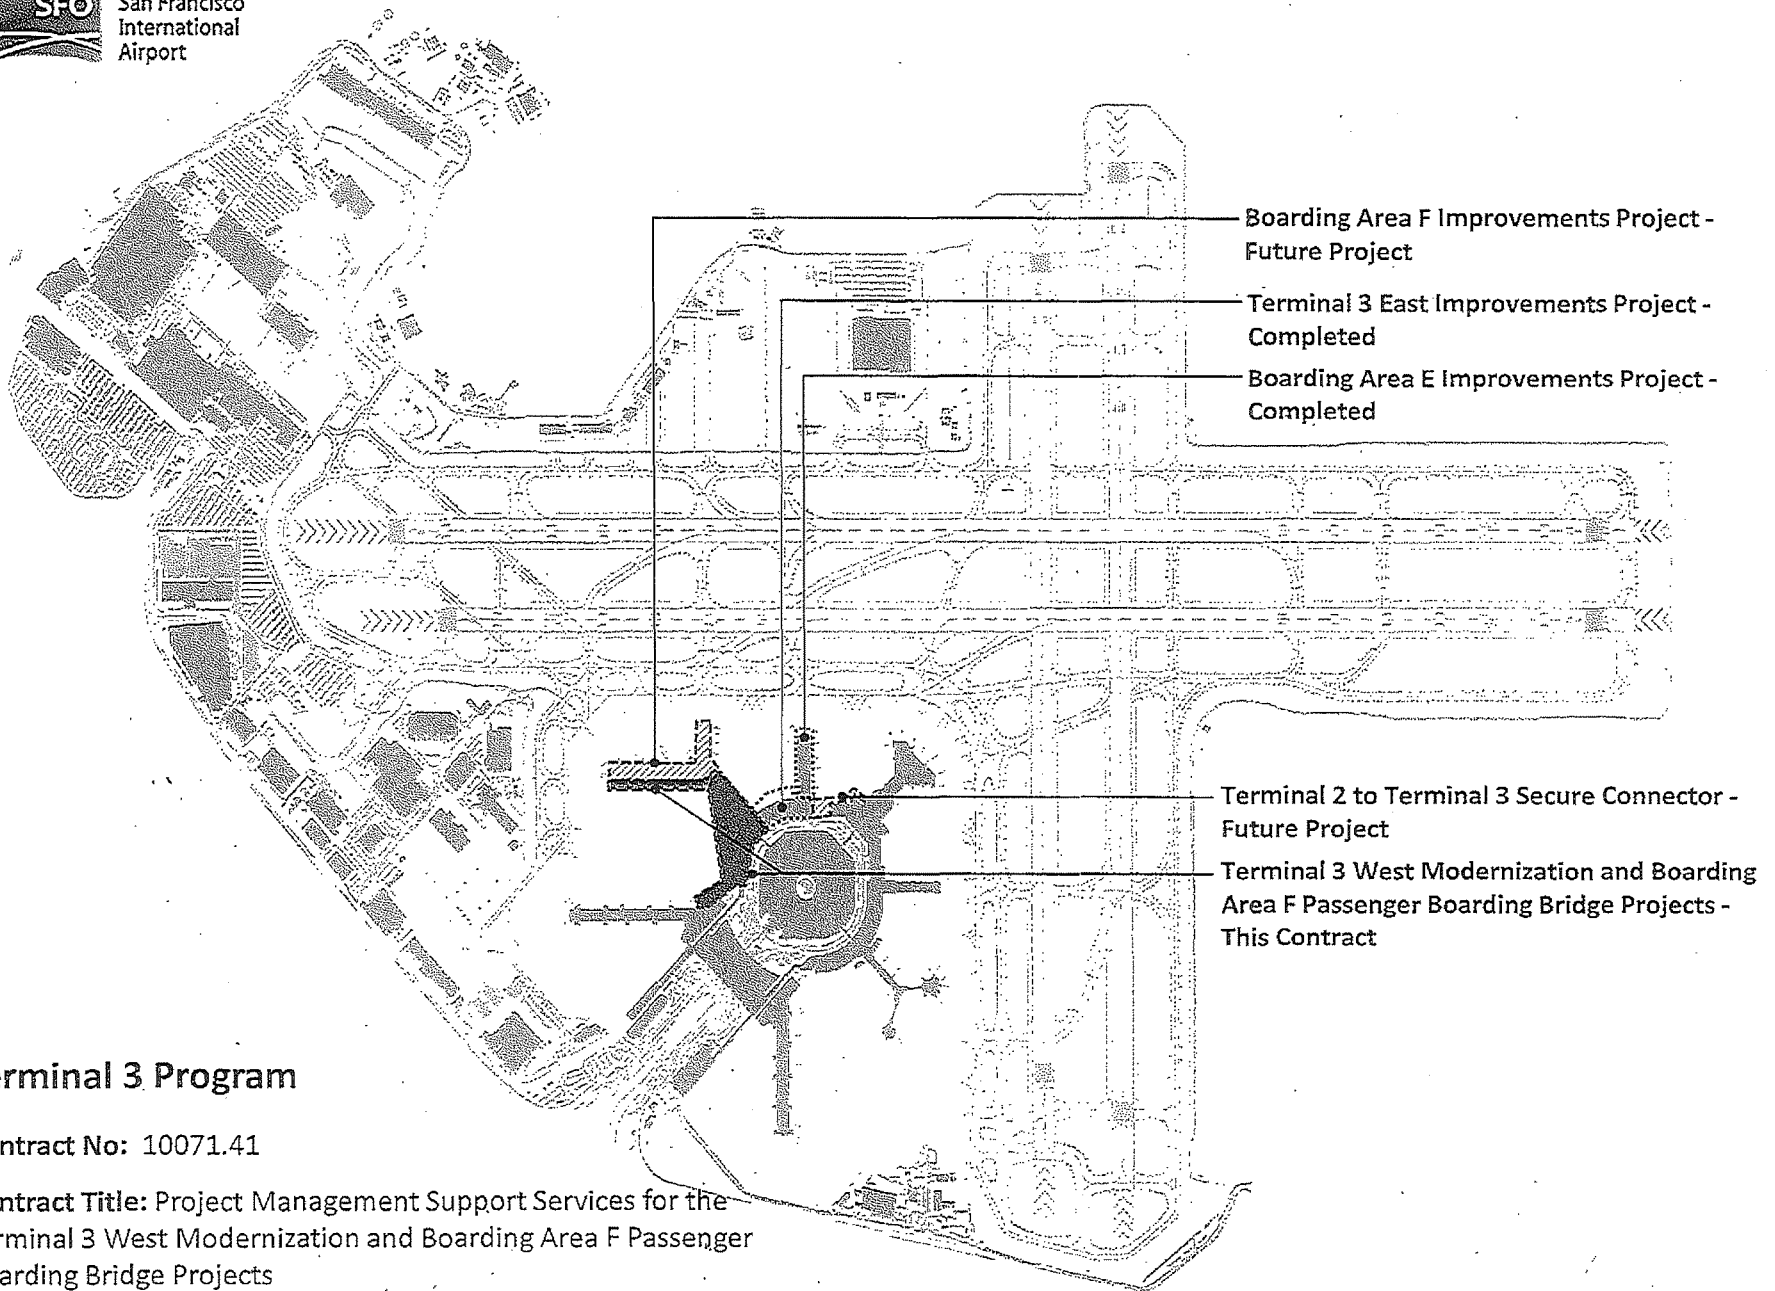 SFO
San Francisco
International
Airport
Boarding Area F Improvements Project -
Future Project
Terminal 3 East Improvements Project -
Completed
Boarding Area E Improvements Project -
Completed
Terminal 2 to Terminal 3 Secure Connector -
Future Project
Terminal 3 West Modernization and Boarding
Area F Passenger Boarding Bridge Projects -
This Contract
rminal 3 Program
ntract No: 10071.41
ntract Title: Project Management Support Services for the
rminal 3 West Modernization and Boarding Area F Passenger
arding Bridge Projects